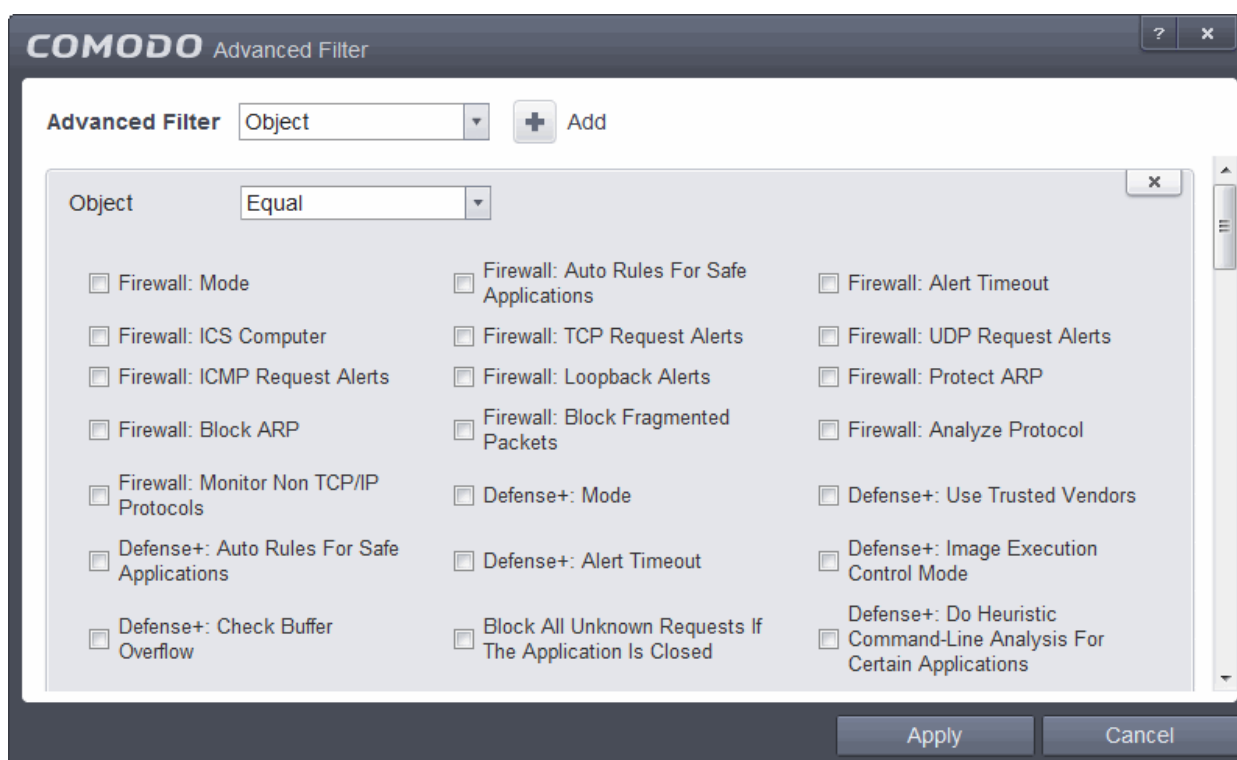 COMODO Advanced Filter
? x
Advanced Filter Object + Add
x
Object Equal
Firewall: Mode
Firewall: Auto Rules For Safe
Applications
Firewall: Alert Timeout
Firewall: ICS Computer
Firewall: TCP Request Alerts
Firewall: UDP Request Alerts
Firewall: ICMP Request Alerts
Firewall: Loopback Alerts
Firewall: Protect ARP
Firewall: Block ARP
Firewall: Block Fragmented
Packets
Firewall: Analyze Protocol
Firewall: Monitor Non TCP/IP
Protocols
Defense+: Mode
Defense+: Use Trusted Vendors
Defense+: Auto Rules For Safe
Applications
Defense+: Alert Timeout
Defense+: Image Execution
Control Mode
Defense+: Check Buffer
Overflow
Block All Unknown Requests If
The Application Is Closed
Defense+: Do Heuristic
Command-Line Analysis For
Certain Applications
Apply
Cancel